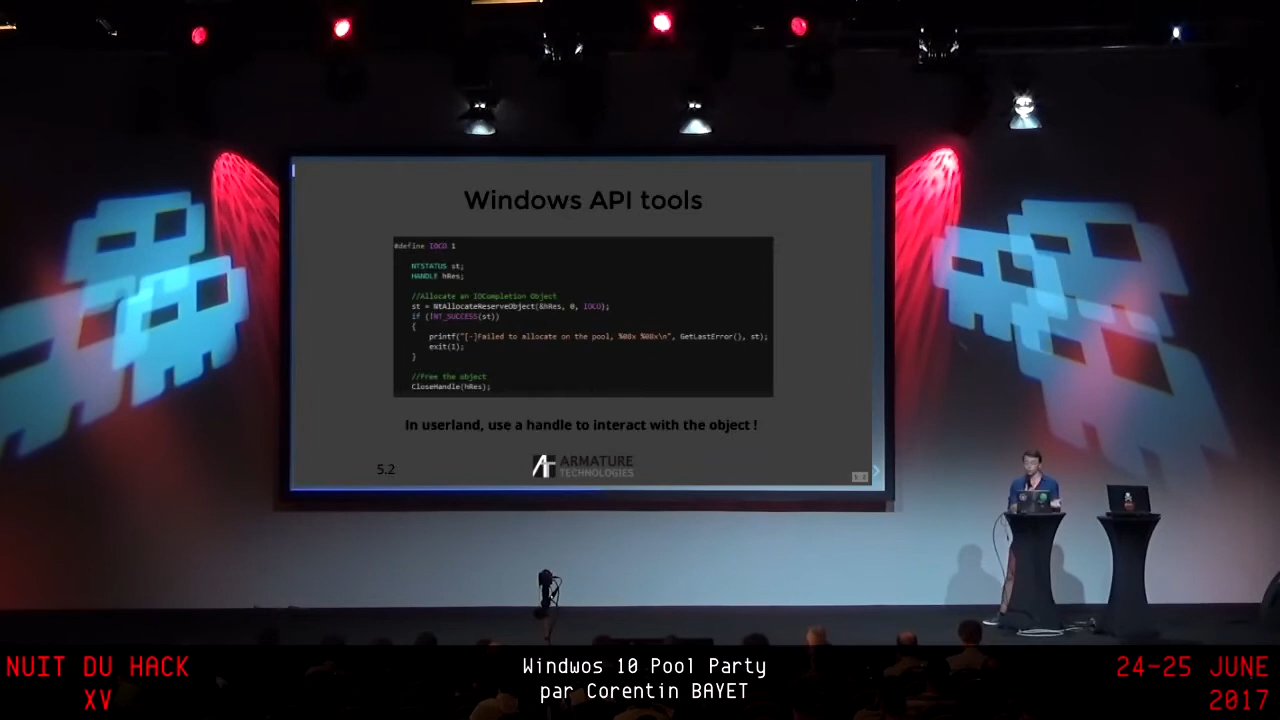 Windows API tools
#define IOCO 1
NTSTATUS st;
HANDLE hRes;
//Allocate an IOCompletion Object
st = NtAllocateReserveObject(&hRes, 0, IOCO);
if (!NT_SUCCESS(st))
{
printf("[-]Failed to allocate on the pool, %08x %08x\n", GetLastError(), st);
exit(1);
}
//Free the object
CloseHandle(hRes);
In userland, use a handle to interact with the object !
5.2
ARMATURE
TECHNOLOGIES
5.2
NUIT DU HACK
XV
Windwos 10 Pool Party
par Corentin BAYET
24-25 JUNE
2017